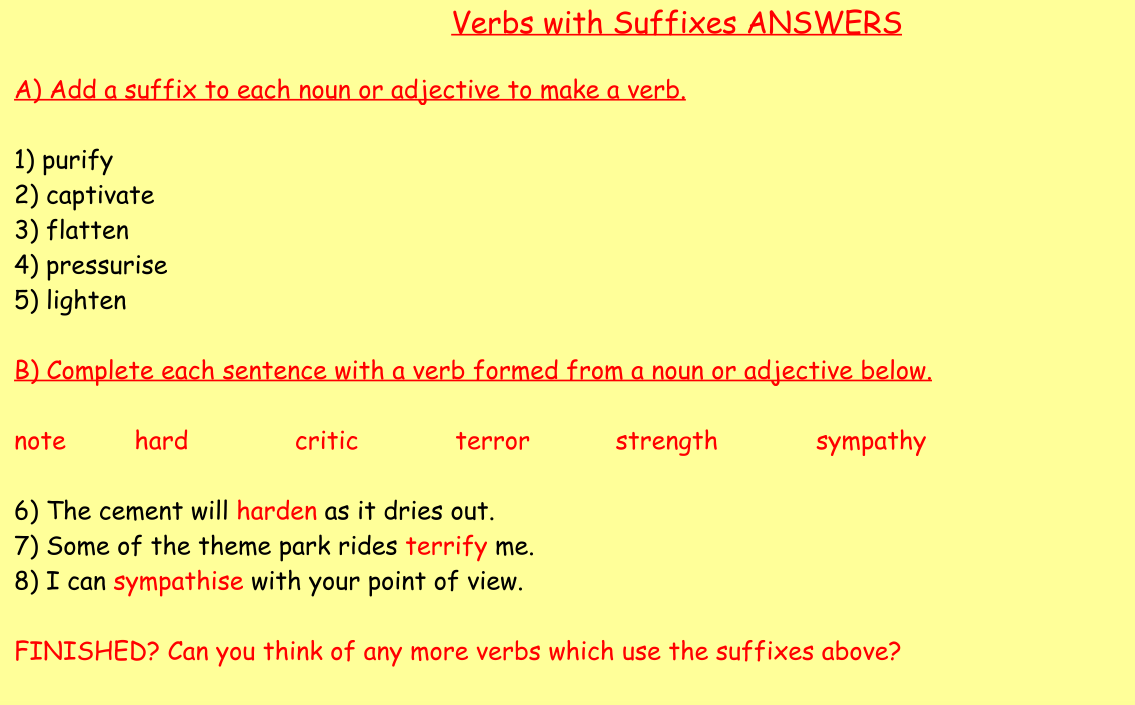 Verbs with Suffixes ANSWERS
A) Add a suffix to each noun or adjective to make a verb.
1) purify
2) captivate
3) flatten
4) pressurise
5) lighten
B) Complete each sentence with a verb formed from a noun or adjective below.
note hard critic terror strength sympathy
6) The cement will harden as it dries out.
7) Some of the theme park rides terrify me.
8) I can sympathise with your point of view.
FINISHED? Can you think of any more verbs which use the suffixes above?